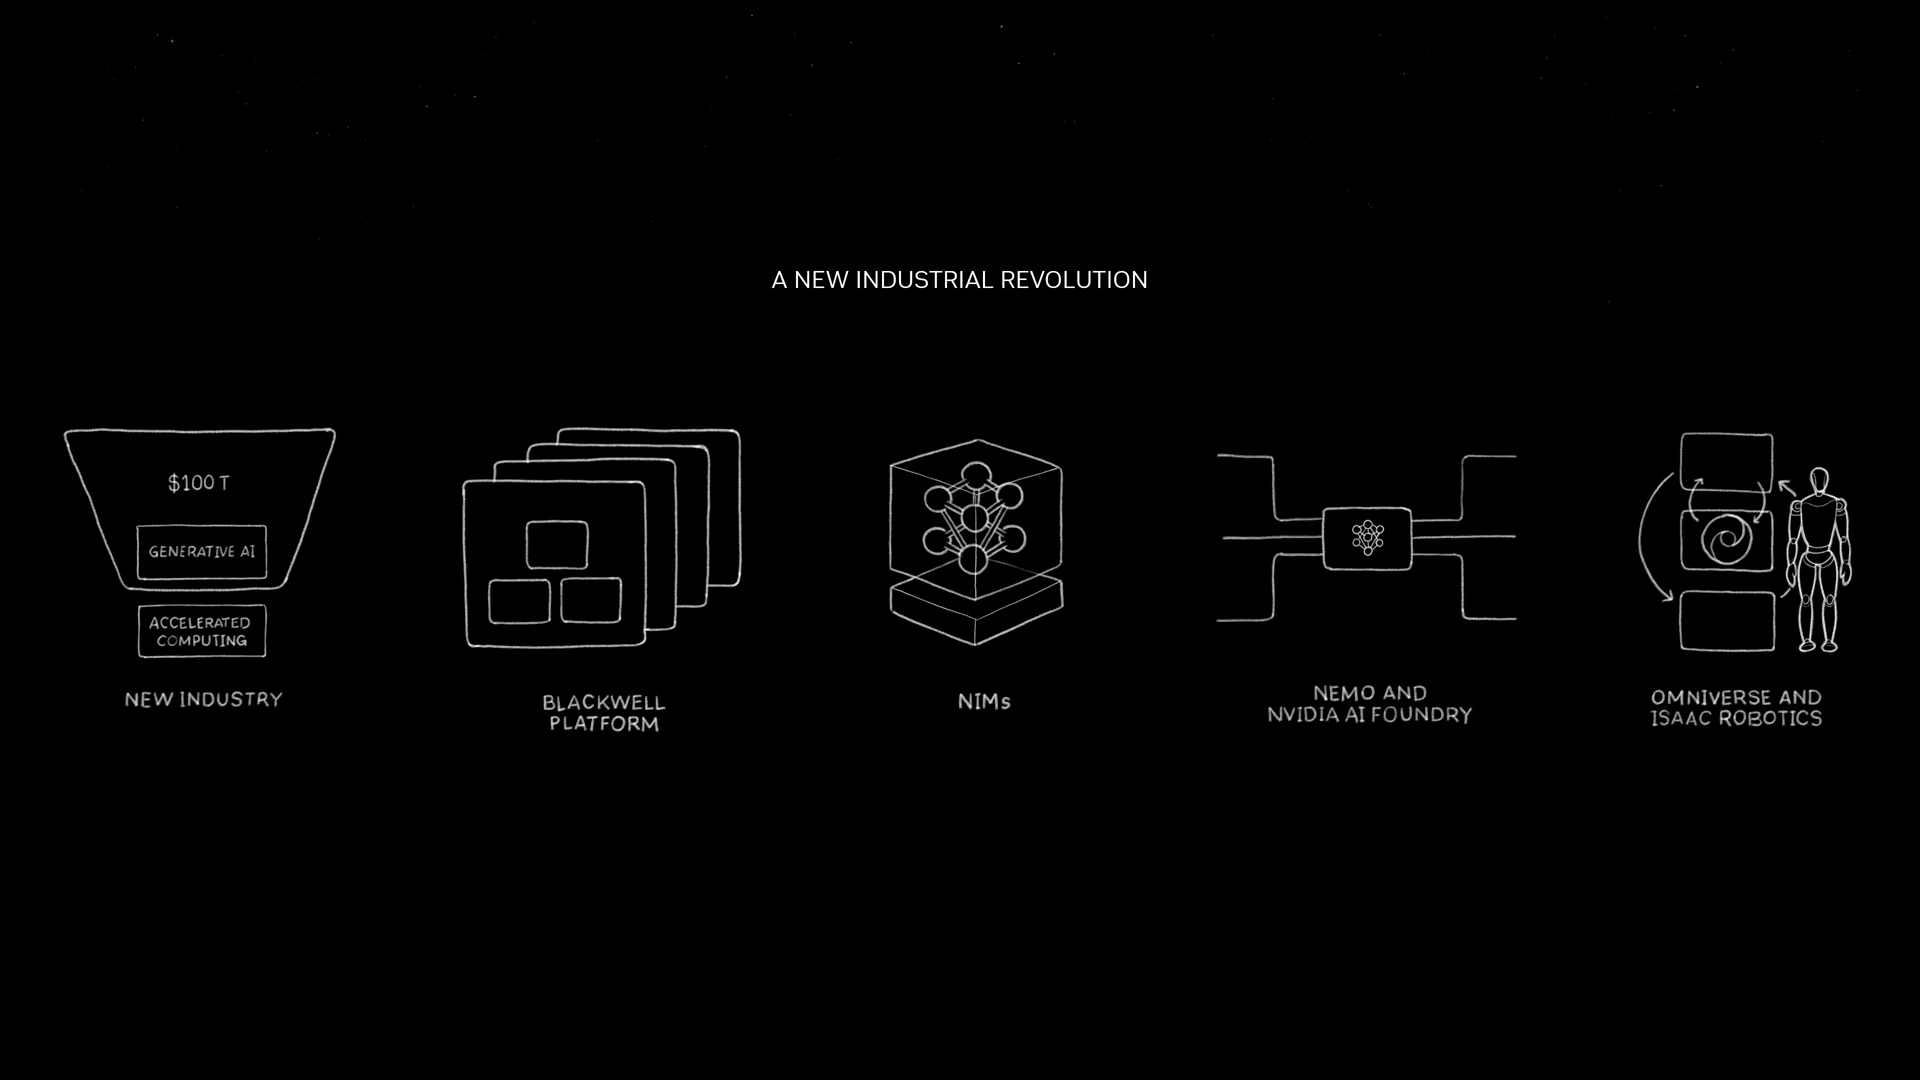 A NEW INDUSTRIAL REVOLUTION
$100 T
GENERATIVE AI
ACCELERATED
COMPUTING
NEW INDUSTRY
BLACKWELL
PLATFORM
NIMs
NEMO AND
NVIDIA AI FOUNDRY
OMNIVERSE AND
ISAAC ROBOTICS